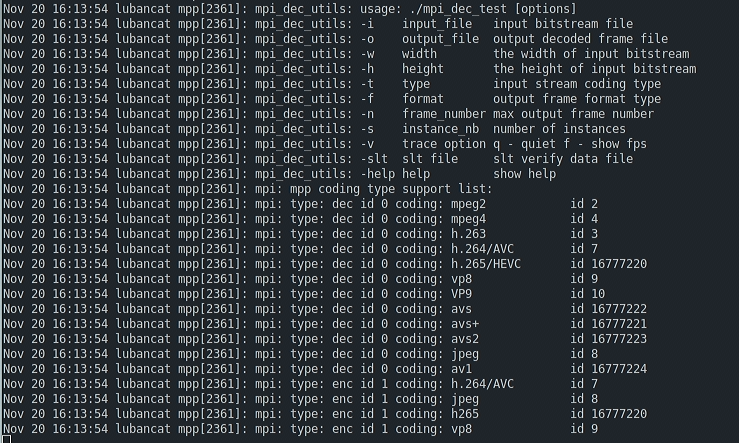 Nov 20 16:13:54 lubancat mpp[2361]: mpi_dec_utils: usage: ./mpi_dec_test [options]
Nov 20 16:13:54 lubancat mpp[2361]: mpi_dec_utils: -i    input_file   input bitstream file
Nov 20 16:13:54 lubancat mpp[2361]: mpi_dec_utils: -o    output_file  output decoded frame file
Nov 20 16:13:54 lubancat mpp[2361]: mpi_dec_utils: -w    width        the width of input bitstream
Nov 20 16:13:54 lubancat mpp[2361]: mpi_dec_utils: -h    height       the height of input bitstream
Nov 20 16:13:54 lubancat mpp[2361]: mpi_dec_utils: -t    type         input stream coding type
Nov 20 16:13:54 lubancat mpp[2361]: mpi_dec_utils: -f    format       output frame format type
Nov 20 16:13:54 lubancat mpp[2361]: mpi_dec_utils: -n    frame_number max output frame number
Nov 20 16:13:54 lubancat mpp[2361]: mpi_dec_utils: -s    instance_nb  number of instances
Nov 20 16:13:54 lubancat mpp[2361]: mpi_dec_utils: -v    trace option q - quiet f - show fps
Nov 20 16:13:54 lubancat mpp[2361]: mpi_dec_utils: -slt  slt file     slt verify data file
Nov 20 16:13:54 lubancat mpp[2361]: mpi_dec_utils: -help help         show help
Nov 20 16:13:54 lubancat mpp[2361]: mpi: mpp coding type support list:
Nov 20 16:13:54 lubancat mpp[2361]: mpi: type: dec id 0 coding: mpeg2            id 2
Nov 20 16:13:54 lubancat mpp[2361]: mpi: type: dec id 0 coding: mpeg4            id 4
Nov 20 16:13:54 lubancat mpp[2361]: mpi: type: dec id 0 coding: h.263            id 3
Nov 20 16:13:54 lubancat mpp[2361]: mpi: type: dec id 0 coding: h.264/AVC        id 7
Nov 20 16:13:54 lubancat mpp[2361]: mpi: type: dec id 0 coding: h.265/HEVC       id 16777220
Nov 20 16:13:54 lubancat mpp[2361]: mpi: type: dec id 0 coding: vp8              id 9
Nov 20 16:13:54 lubancat mpp[2361]: mpi: type: dec id 0 coding: VP9              id 10
Nov 20 16:13:54 lubancat mpp[2361]: mpi: type: dec id 0 coding: avs              id 16777222
Nov 20 16:13:54 lubancat mpp[2361]: mpi: type: dec id 0 coding: avs+             id 16777221
Nov 20 16:13:54 lubancat mpp[2361]: mpi: type: dec id 0 coding: avs2             id 16777223
Nov 20 16:13:54 lubancat mpp[2361]: mpi: type: dec id 0 coding: jpeg             id 8
Nov 20 16:13:54 lubancat mpp[2361]: mpi: type: dec id 0 coding: av1              id 16777224
Nov 20 16:13:54 lubancat mpp[2361]: mpi: type: enc id 1 coding: h.264/AVC        id 7
Nov 20 16:13:54 lubancat mpp[2361]: mpi: type: enc id 1 coding: jpeg             id 8
Nov 20 16:13:54 lubancat mpp[2361]: mpi: type: enc id 1 coding: h265             id 16777220
Nov 20 16:13:54 lubancat mpp[2361]: mpi: type: enc id 1 coding: vp8              id 9